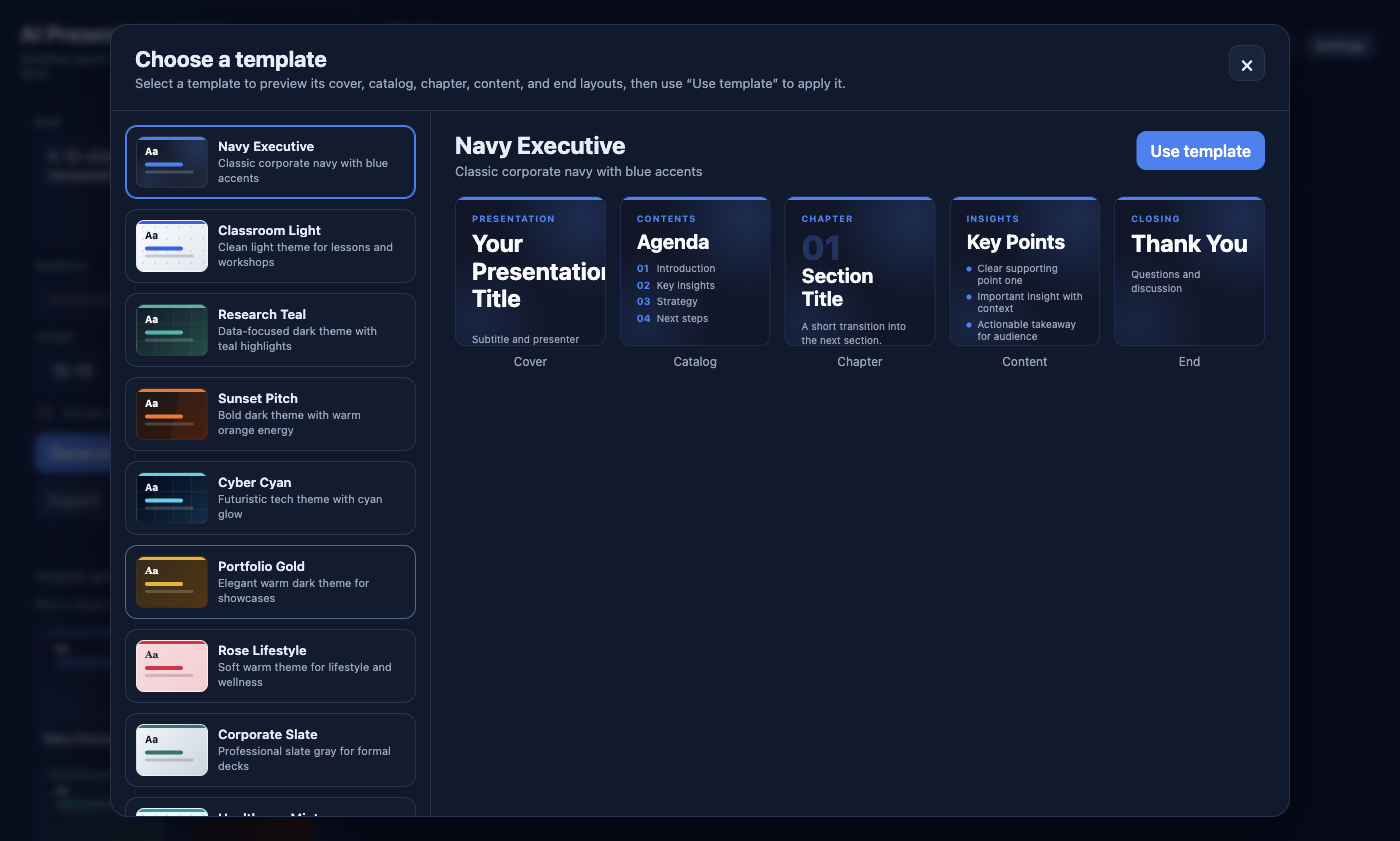 Choose a template
Select a template to preview its cover, catalog, chapter, content, and end layouts, then use “Use template” to apply it.
×
Aa
Navy Executive
Classic corporate navy with blue
accents
Aa
Classroom Light
Clean light theme for lessons and
workshops
Aa
Research Teal
Data-focused dark theme with
teal highlights
Aa
Sunset Pitch
Bold dark theme with warm
orange energy
Aa
Cyber Cyan
Futuristic tech theme with cyan
glow
Aa
Portfolio Gold
Elegant warm dark theme for
showcases
Aa
Rose Lifestyle
Soft warm theme for lifestyle and
wellness
Aa
Corporate Slate
Professional slate gray for formal
decks
Navy Executive
Classic corporate navy with blue accents
Use template
PRESENTATION
Your
Presentation
Title
Subtitle and presenter
Cover
CONTENTS
Agenda
01 Introduction
02 Key insights
03 Strategy
04 Next steps
Catalog
CHAPTER
01
Section
Title
A short transition into
the next section.
Chapter
INSIGHTS
Key Points
Clear supporting
point one
Important insight with
context
Actionable takeaway
for audience
Content
CLOSING
Thank You
Questions and
discussion
End